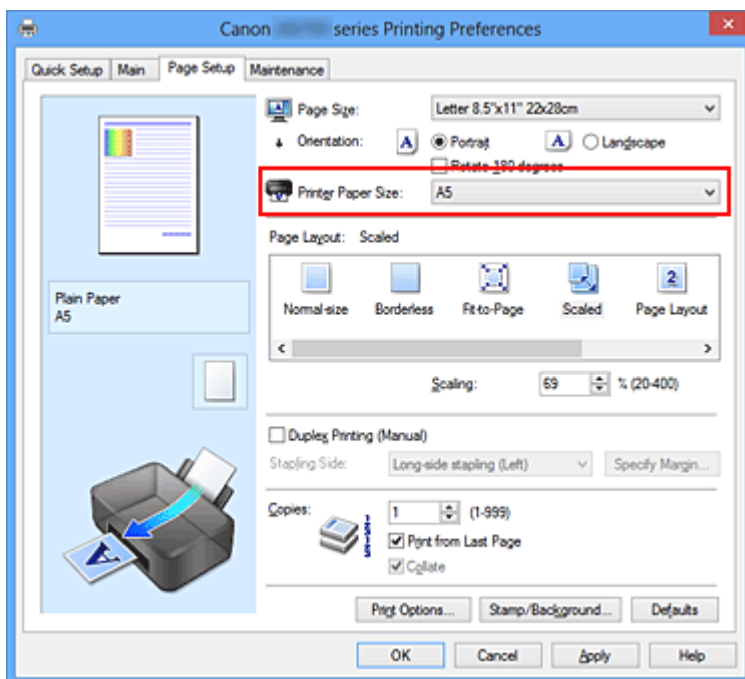 Canon series Printing Preferences
Quick Setup Main Page Setup Maintenance
Page Size: Letter 8.5"x11" 22x28cm
Orientation: A Portrait A Landscape
Rotate 180 degrees
Printer Paper Size: A5
Page Layout: Scaled
Normal-size Borderless Fit-to-Page Scaled Page Layout
2
Plain Paper
A5
Scaling: 69 % (20-400)
Duplex Printing (Manual)
Stapling Side: Long-side stapling (Left) Specify Margin...
Copies: 1 (1-999)
Print from Last Page
Collate
A
Print Options... Stamp/Background... Defaults
OK Cancel Apply Help